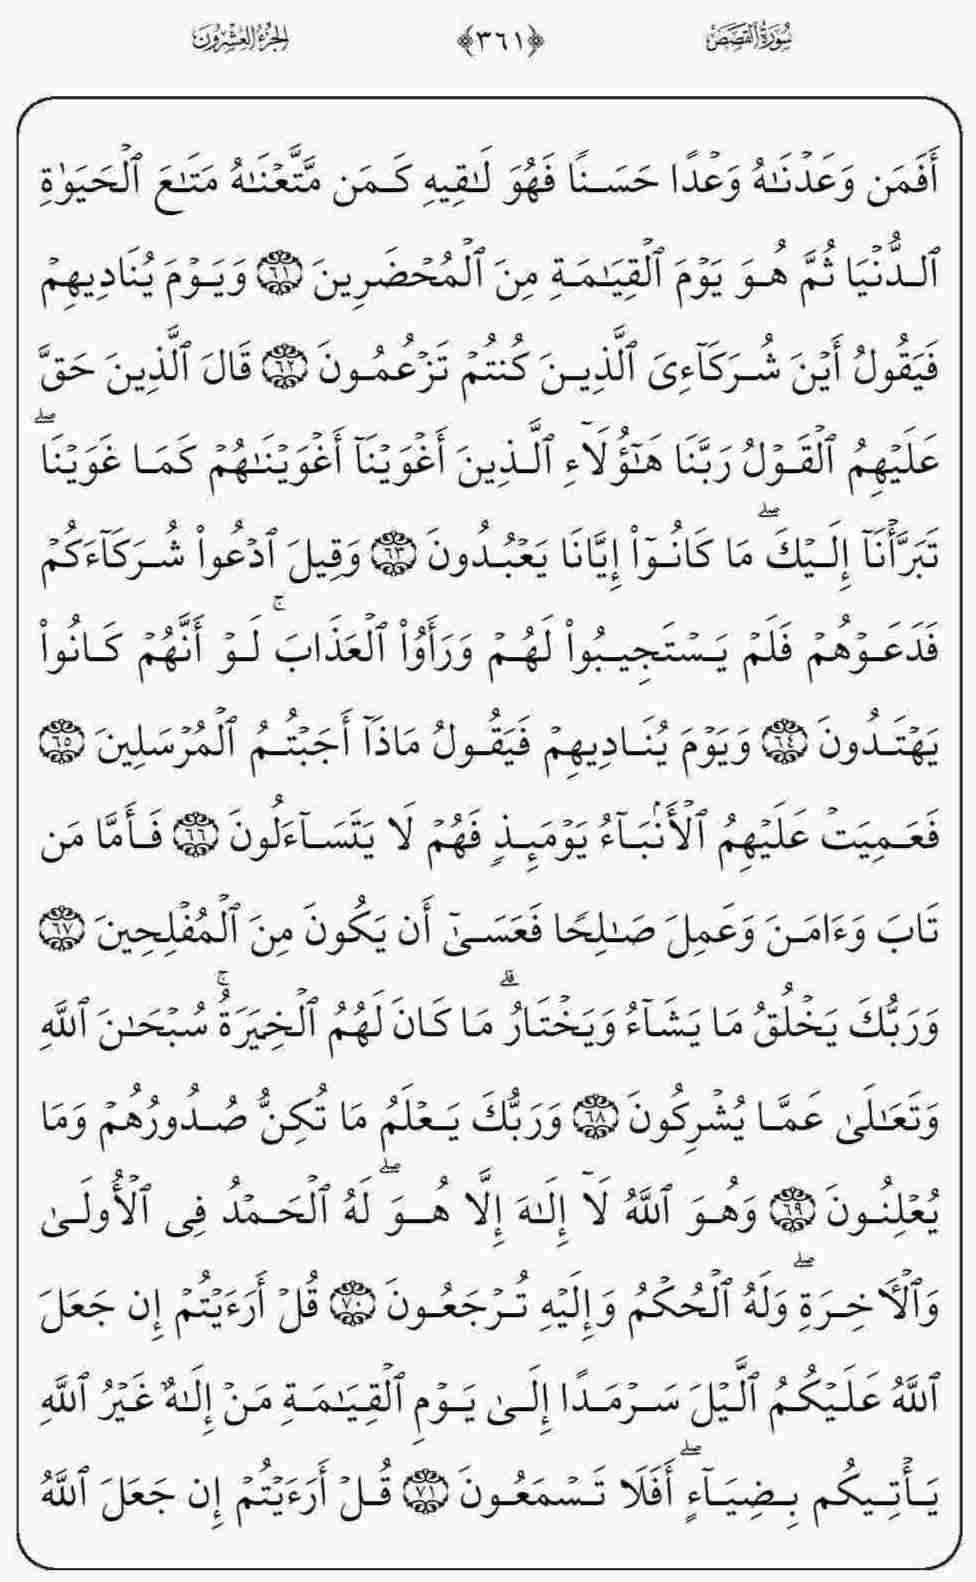 سُورَةُ القَصَصِ ﴿٣٦١﴾ الجُزْءُ العِشْرُونَ
أَفَمَن وَعَدْنَٰهُ وَعْدًا حَسَنًا فَهُوَ لَٰقِيهِ كَمَن مَّتَّعْنَٰهُ مَتَٰعَ ٱلْحَيَوٰةِ
ٱلدُّنْيَا ثُمَّ هُوَ يَوْمَ ٱلْقِيَٰمَةِ مِنَ ٱلْمُحْضَرِينَ ٦١ وَيَوْمَ يُنَادِيهِمْ
فَيَقُولُ أَيْنَ شُرَكَآءِىَ ٱلَّذِينَ كُنتُمْ تَزْعُمُونَ ٦٢ قَالَ ٱلَّذِينَ حَقَّ
عَلَيْهِمُ ٱلْقَوْلُ رَبَّنَا هَٰٓؤُلَآءِ ٱلَّذِينَ أَغْوَيْنَآ أَغْوَيْنَٰهُمْ كَمَا غَوَيْنَا ۖ
تَبَرَّأْنَآ إِلَيْكَ ۖ مَا كَانُوٓا۟ إِيَّانَا يَعْبُدُونَ ٦٣ وَقِيلَ ٱدْعُوا۟ شُرَكَآءَكُمْ
فَدَعَوْهُمْ فَلَمْ يَسْتَجِيبُوا۟ لَهُمْ وَرَأَوُا۟ ٱلْعَذَابَ ۚ لَوْ أَنَّهُمْ كَانُوا۟
يَهْتَدُونَ ٦٤ وَيَوْمَ يُنَادِيهِمْ فَيَقُولُ مَاذَآ أَجَبْتُمُ ٱلْمُرْسَلِينَ ٦٥
فَعَمِيَتْ عَلَيْهِمُ ٱلْأَنۢبَآءُ يَوْمَئِذٍ فَهُمْ لَا يَتَسَآءَلُونَ ٦٦ فَأَمَّا مَن
تَابَ وَءَامَنَ وَعَمِلَ صَٰلِحًا فَعَسَىٰٓ أَن يَكُونَ مِنَ ٱلْمُفْلِحِينَ ٦٧
وَرَبُّكَ يَخْلُقُ مَا يَشَآءُ وَيَخْتَارُ ۗ مَا كَانَ لَهُمُ ٱلْخِيَرَةُ ۚ سُبْحَٰنَ ٱللَّهِ
وَتَعَٰلَىٰ عَمَّا يُشْرِكُونَ ٦٨ وَرَبُّكَ يَعْلَمُ مَا تُكِنُّ صُدُورُهُمْ وَمَا
يُعْلِنُونَ ٦٩ وَهُوَ ٱللَّهُ لَآ إِلَٰهَ إِلَّا هُوَ ۖ لَهُ ٱلْحَمْدُ فِى ٱلْأُولَىٰ
وَٱلْأَخِرَةِ ۖ وَلَهُ ٱلْحُكْمُ وَإِلَيْهِ تُرْجَعُونَ ٧٠ قُلْ أَرَءَيْتُمْ إِن جَعَلَ
ٱللَّهُ عَلَيْكُمُ ٱلَّيْلَ سَرْمَدًا إِلَىٰ يَوْمِ ٱلْقِيَٰمَةِ مَنْ إِلَٰهٌ غَيْرُ ٱللَّهِ
يَأْتِيكُم بِضِيَآءٍ ۖ أَفَلَا تَسْمَعُونَ ٧١ قُلْ أَرَءَيْتُمْ إِن جَعَلَ ٱللَّهُ